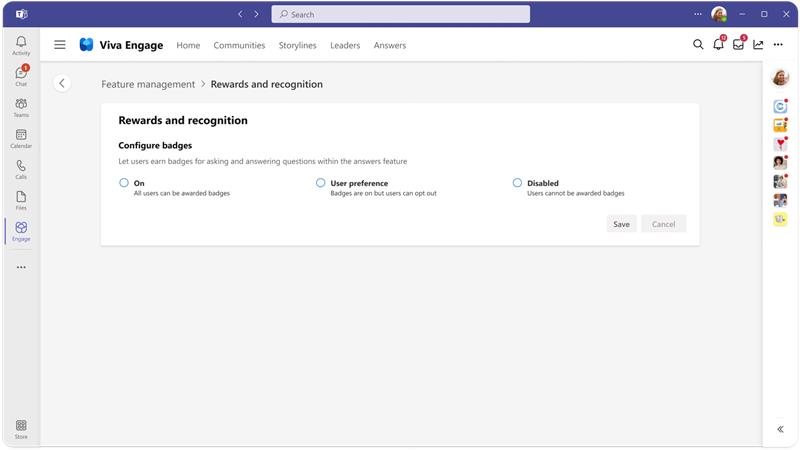 Search
Activity
1
Chat
Teams
Calendar
Calls
Files
Engage
Store
Viva Engage
Home
Communities
Storylines
Leaders
Answers
12
5
Feature management > Rewards and recognition
Rewards and recognition
Configure badges
Let users earn badges for asking and answering questions within the answers feature
On
All users can be awarded badges
User preference
Badges are on but users can opt out
Disabled
Users cannot be awarded badges
Save
Cancel